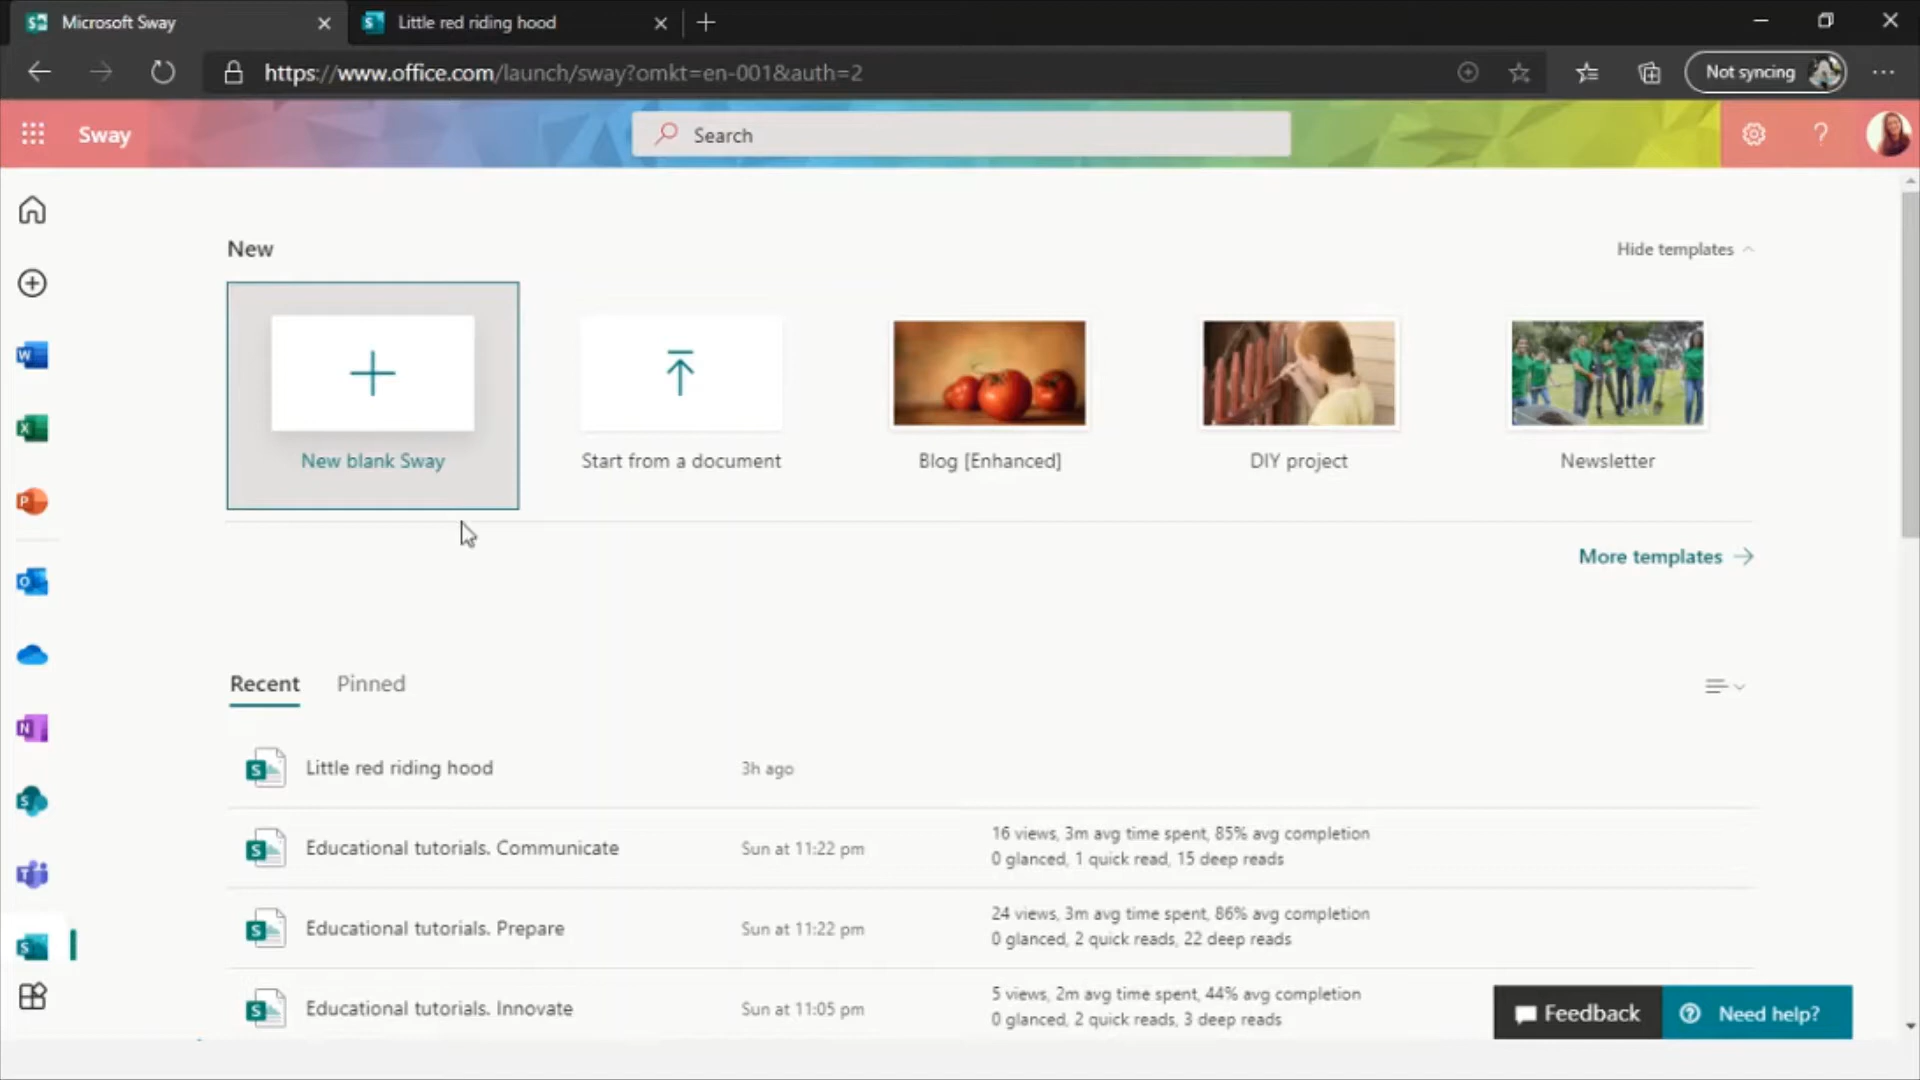 Microsoft Sway
Little red riding hood
https://www.office.com/launch/sway?omkt=en-001&auth=2
Not syncing
Sway
Search
New
Hide templates
New blank Sway
Start from a document
Blog [Enhanced]
DIY project
Newsletter
More templates
Recent
Pinned
Little red riding hood
3h ago
Educational tutorials. Communicate
Sun at 11:22 pm
16 views, 3m avg time spent, 85% avg completion
0 glanced, 1 quick read, 15 deep reads
Educational tutorials. Prepare
Sun at 11:22 pm
24 views, 3m avg time spent, 86% avg completion
0 glanced, 2 quick reads, 22 deep reads
Educational tutorials. Innovate
Sun at 11:05 pm
5 views, 2m avg time spent, 44% avg completion
0 glanced, 2 quick reads, 3 deep reads
Feedback
Need help?